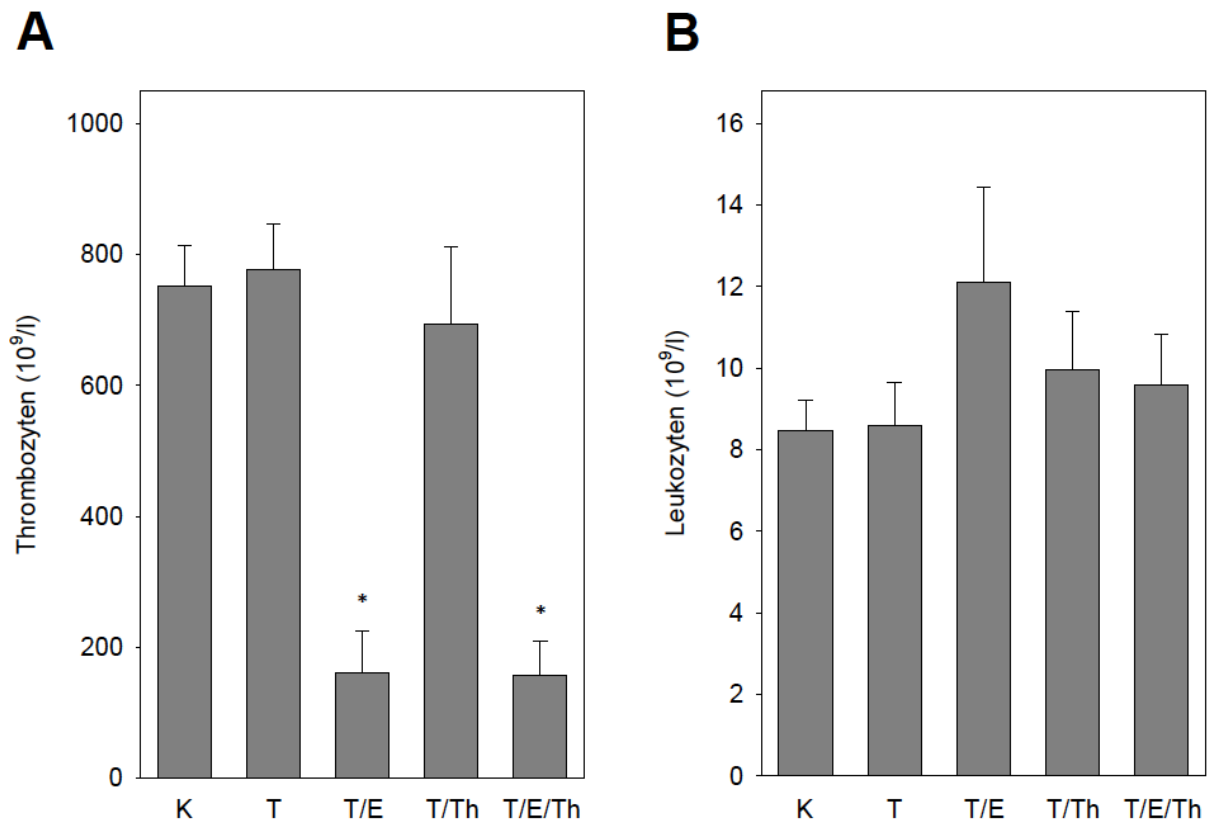 A
Thrombozyten (10⁹/l)
1000
800
600
400
200
0
*
*
K T T/E T/Th T/E/Th
B
Leukozyten (10⁹/l)
16
14
12
10
8
6
4
2
0
K T T/E T/Th T/E/Th